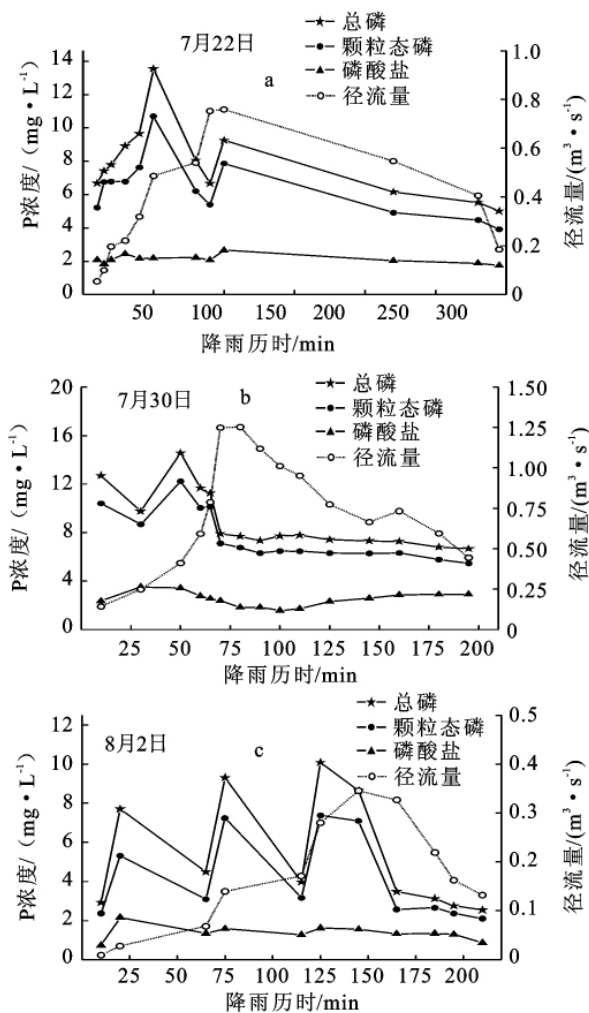 7月22日
a
总磷
颗粒态磷
磷酸盐
径流量
P浓度/（mg·L⁻¹）
14
12
10
8
6
4
2
0
1.0
0.8
0.6
0.4
0.2
0
径流量/(m³·s⁻¹)
50 100 150 200 250 300
降雨历时/min
7月30日
b
总磷
颗粒态磷
磷酸盐
径流量
P浓度/（mg·L⁻¹）
20
16
12
8
4
0
1.50
1.25
1.00
0.75
0.50
0.25
0
径流量/(m³·s⁻¹)
25 50 75 100 125 150 175 200
降雨历时/min
8月2日
c
总磷
颗粒态磷
磷酸盐
径流量
P浓度/（mg·L⁻¹）
12
10
8
6
4
2
0
0.5
0.4
0.3
0.2
0.1
0
径流量/(m³·s⁻¹)
25 50 75 100 125 150 175 200
降雨历时/min